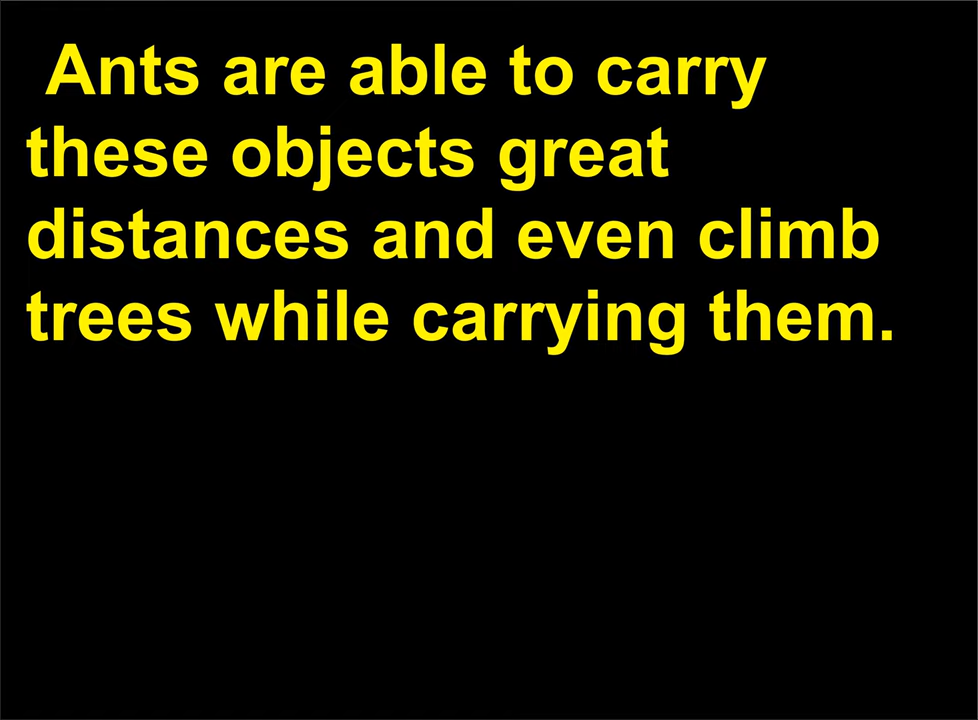 Ants are able to carry
these objects great
distances and even climb
trees while carrying them.